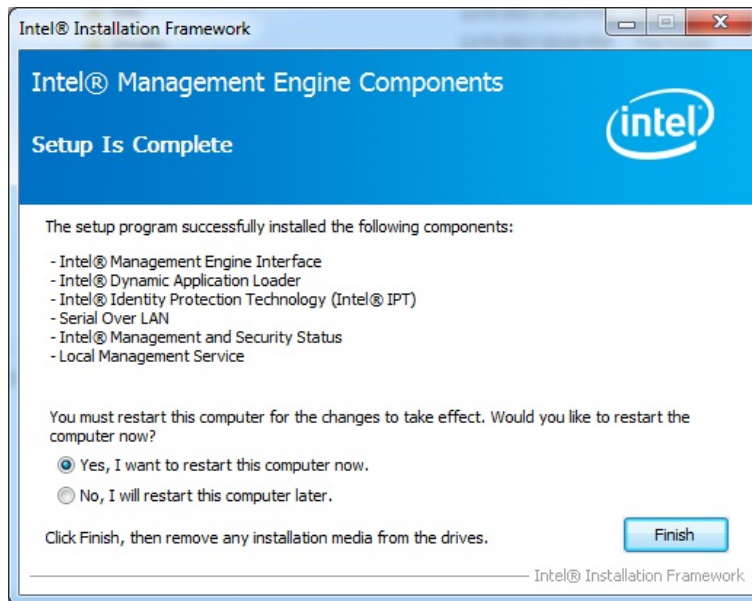 Intel® Installation Framework
Intel® Management Engine Components
Setup Is Complete
intel
The setup program successfully installed the following components:
- Intel® Management Engine Interface
- Intel® Dynamic Application Loader
- Intel® Identity Protection Technology (Intel® IPT)
- Serial Over LAN
- Intel® Management and Security Status
- Local Management Service
You must restart this computer for the changes to take effect. Would you like to restart the
computer now?
Yes, I want to restart this computer now.
No, I will restart this computer later.
Click Finish, then remove any installation media from the drives.
Finish
Intel® Installation Framework